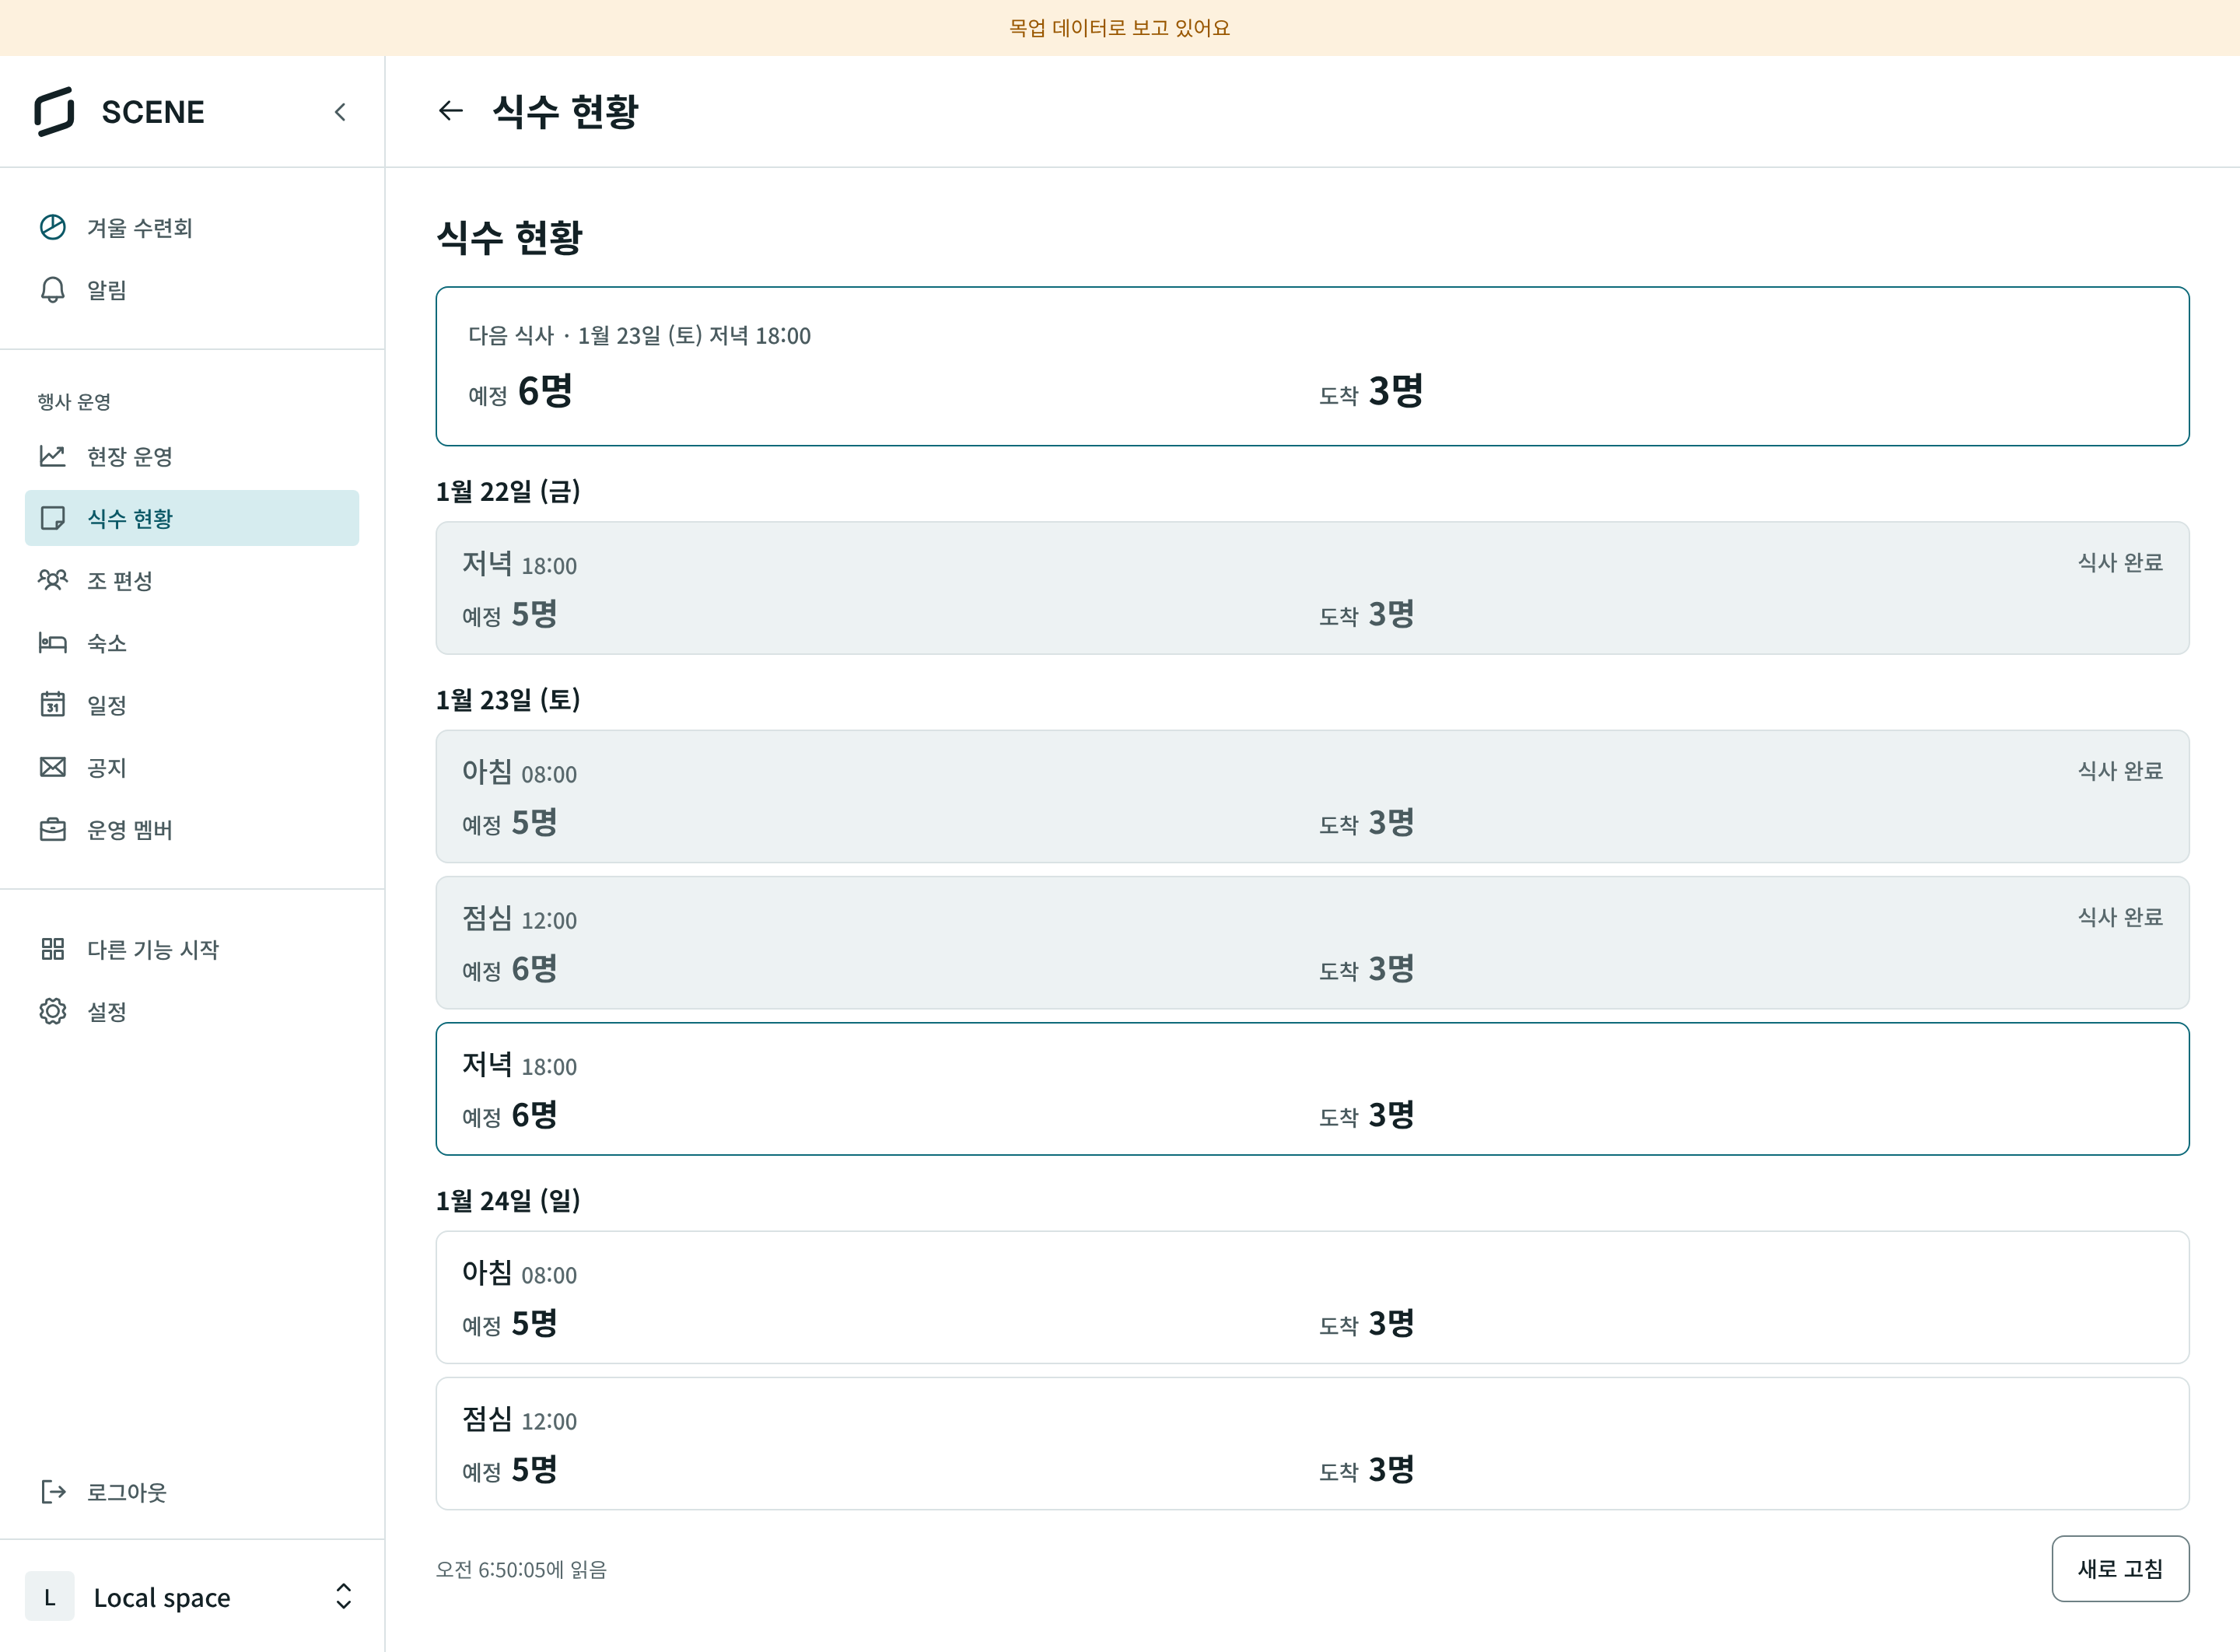 목업 데이터로 보고 있어요
SCENE
식수 현황
겨울 수련회
알림
행사 운영
현장 운영
식수 현황
조 편성
숙소
31
일정
공지
운영 멤버
다른 기능 시작
설정
로그아웃
L Local space
식수 현황
다음 식사 · 1월 23일 (토) 저녁 18:00
예정 6명 도착 3명
1월 22일 (금)
저녁 18:00 식사 완료
예정 5명 도착 3명
1월 23일 (토)
아침 08:00 식사 완료
예정 5명 도착 3명
점심 12:00 식사 완료
예정 6명 도착 3명
저녁 18:00
예정 6명 도착 3명
1월 24일 (일)
아침 08:00
예정 5명 도착 3명
점심 12:00
예정 5명 도착 3명
오전 6:50:05에 읽음 새로 고침